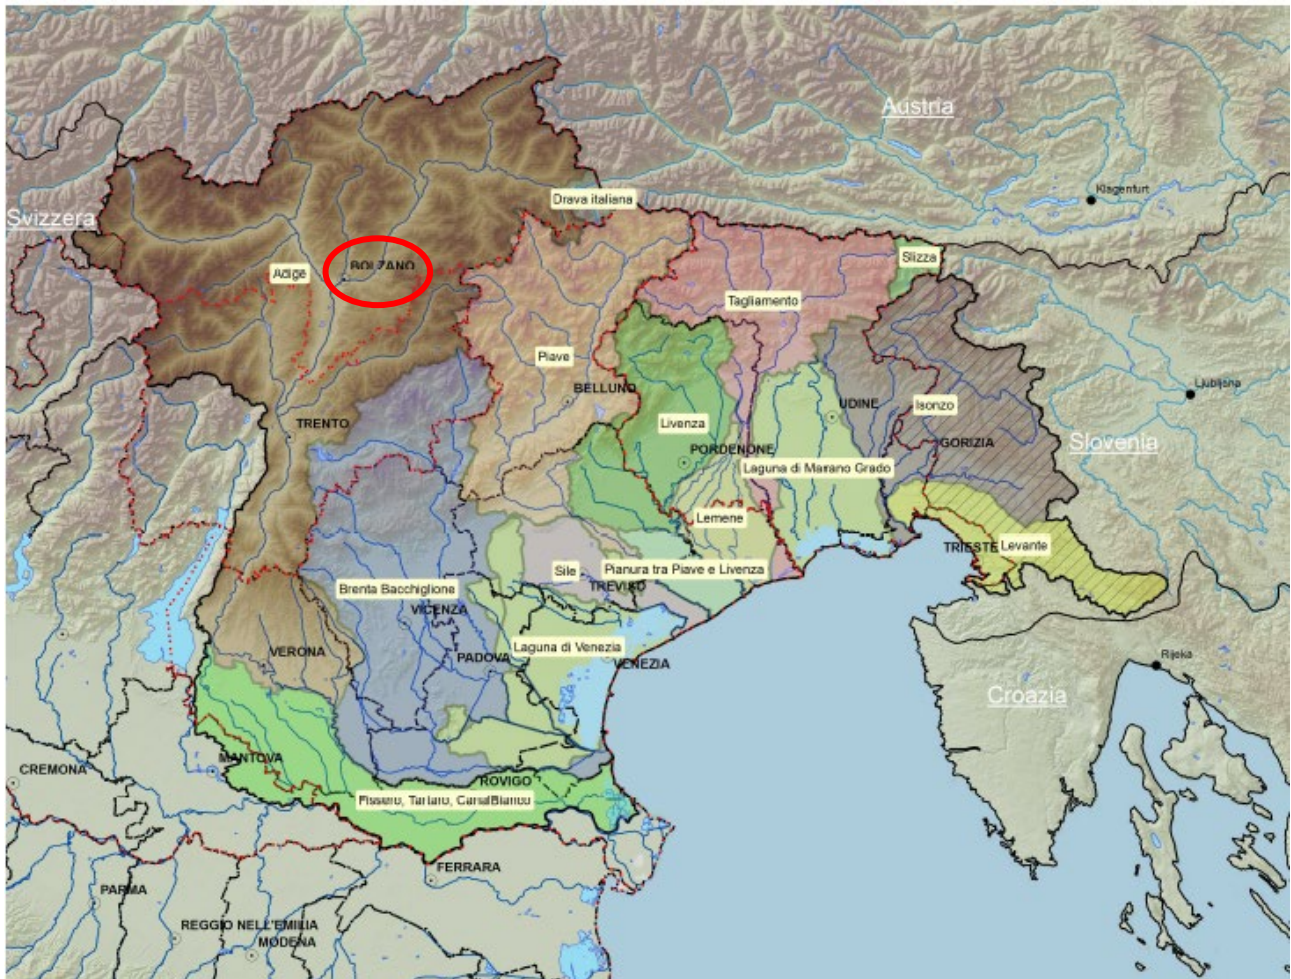 Austria
Klagenfurt
Svizzera
Drava italiana
Slizza
BOLZANO
Adige
Tagliamento
Piave
BELLUNO
Ljubljana
UDINE
Isonzo
Livenza
TRENTO
GORIZIA
Slovenia
PORDENONE
Laguna di Marano Grado
Lemene
TRIESTE
Levante
Sile
Pianura tra Piave e Livenza
TREVISO
Brenta Bacchiglione
VICENZA
Laguna di Venezia
VERONA
PADOVA
VENEZIA
Rijeka
Croazia
MANTOVA
CREMONA
ROVIGO
Fissero, Tartaro, CanalBianco
FERRARA
PARMA
REGGIO NELL'EMILIA
MODENA